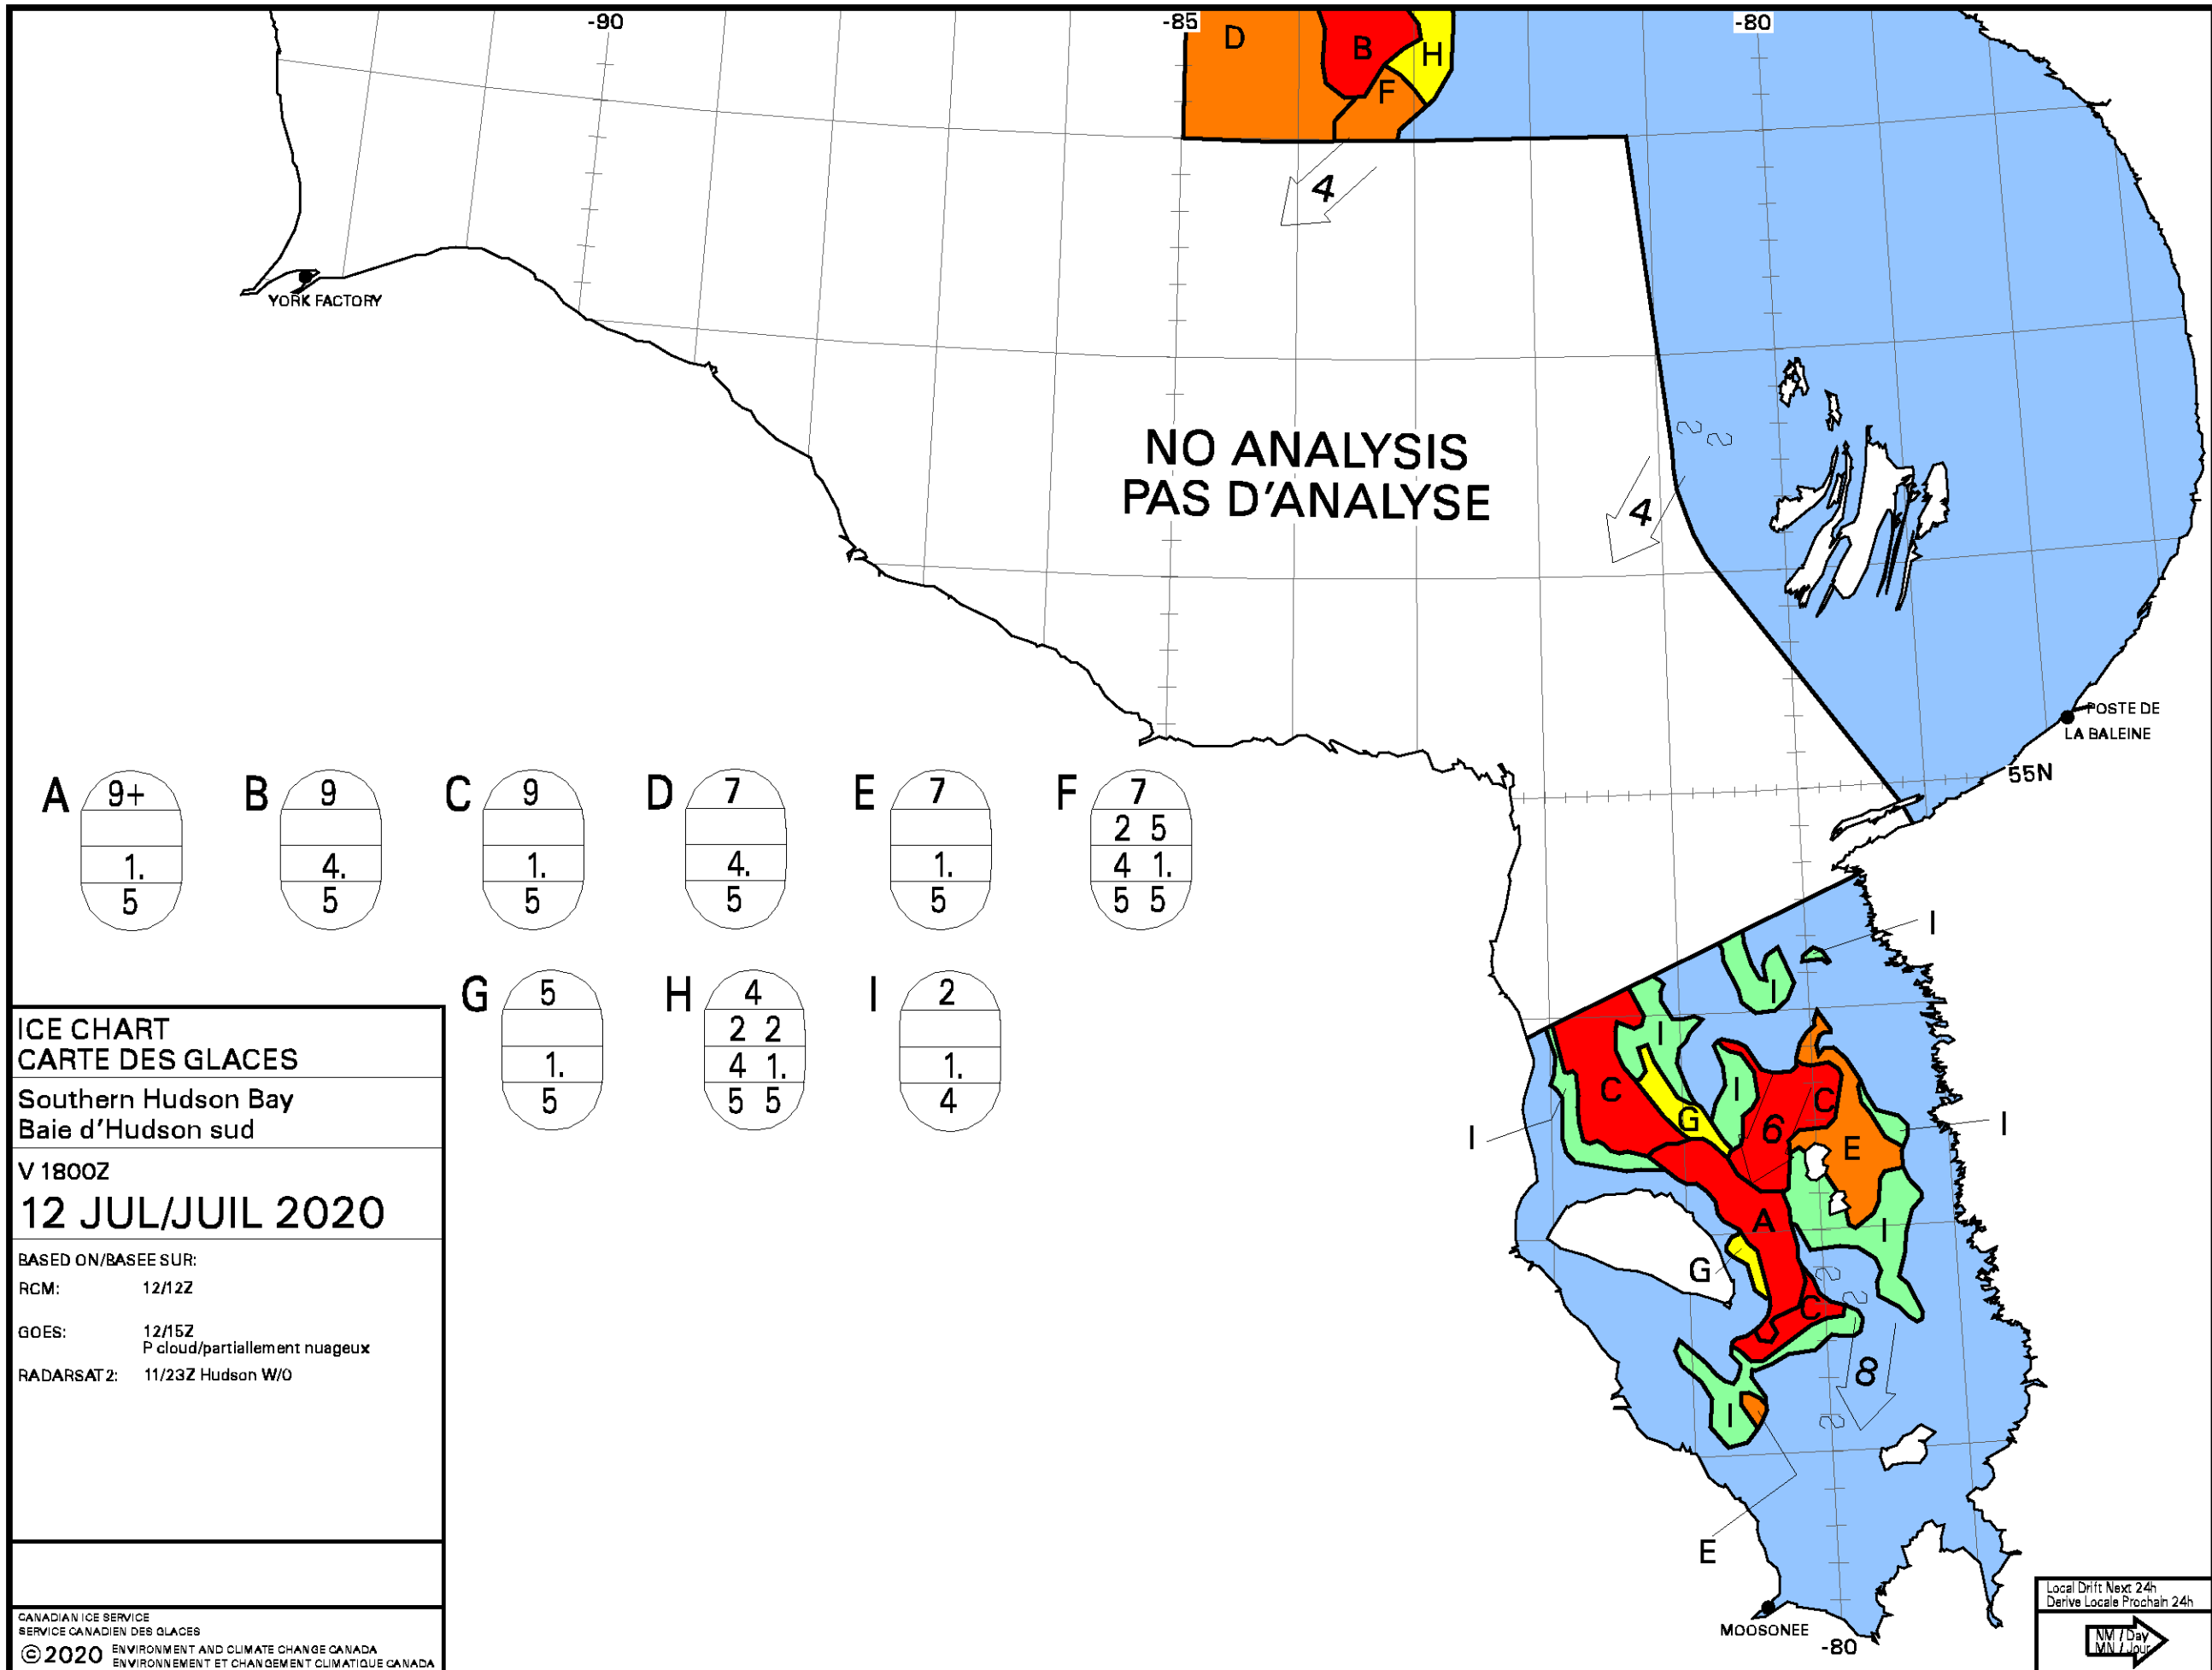 -90
-85
-80
D
B
H
F
4
YORK FACTORY
NO ANALYSIS
PAS D'ANALYSE
4
POSTE DE
LA BALEINE
55N
A 9+ 1. 5
B 9 4. 5
C 9 1. 5
D 7 4. 5
E 7 1. 5
F 7 2 5 4 1. 5 5
G 5 1. 5
H 4 2 2 4 1. 5 5
I 2 1. 4
I
I
I
C
I
C
G
6
I
I
E
A
I
G
C
8
I
E
MOOSONEE
-80
ICE CHART
CARTE DES GLACES
Southern Hudson Bay
Baie d'Hudson sud
V 1800Z
12 JUL/JUIL 2020
BASED ON/BASEE SUR:
RCM: 12/12Z
GOES: 12/15Z
P cloud/partiallement nuageux
RADARSAT2: 11/23Z Hudson W/O
CANADIAN ICE SERVICE
SERVICE CANADIEN DES GLACES
©2020 ENVIRONMENT AND CLIMATE CHANGE CANADA
ENVIRONNEMENT ET CHANGEMENT CLIMATIQUE CANADA
Local Drift Next 24h
Derive Locale Prochain 24h
NM / Day
MN / Jour